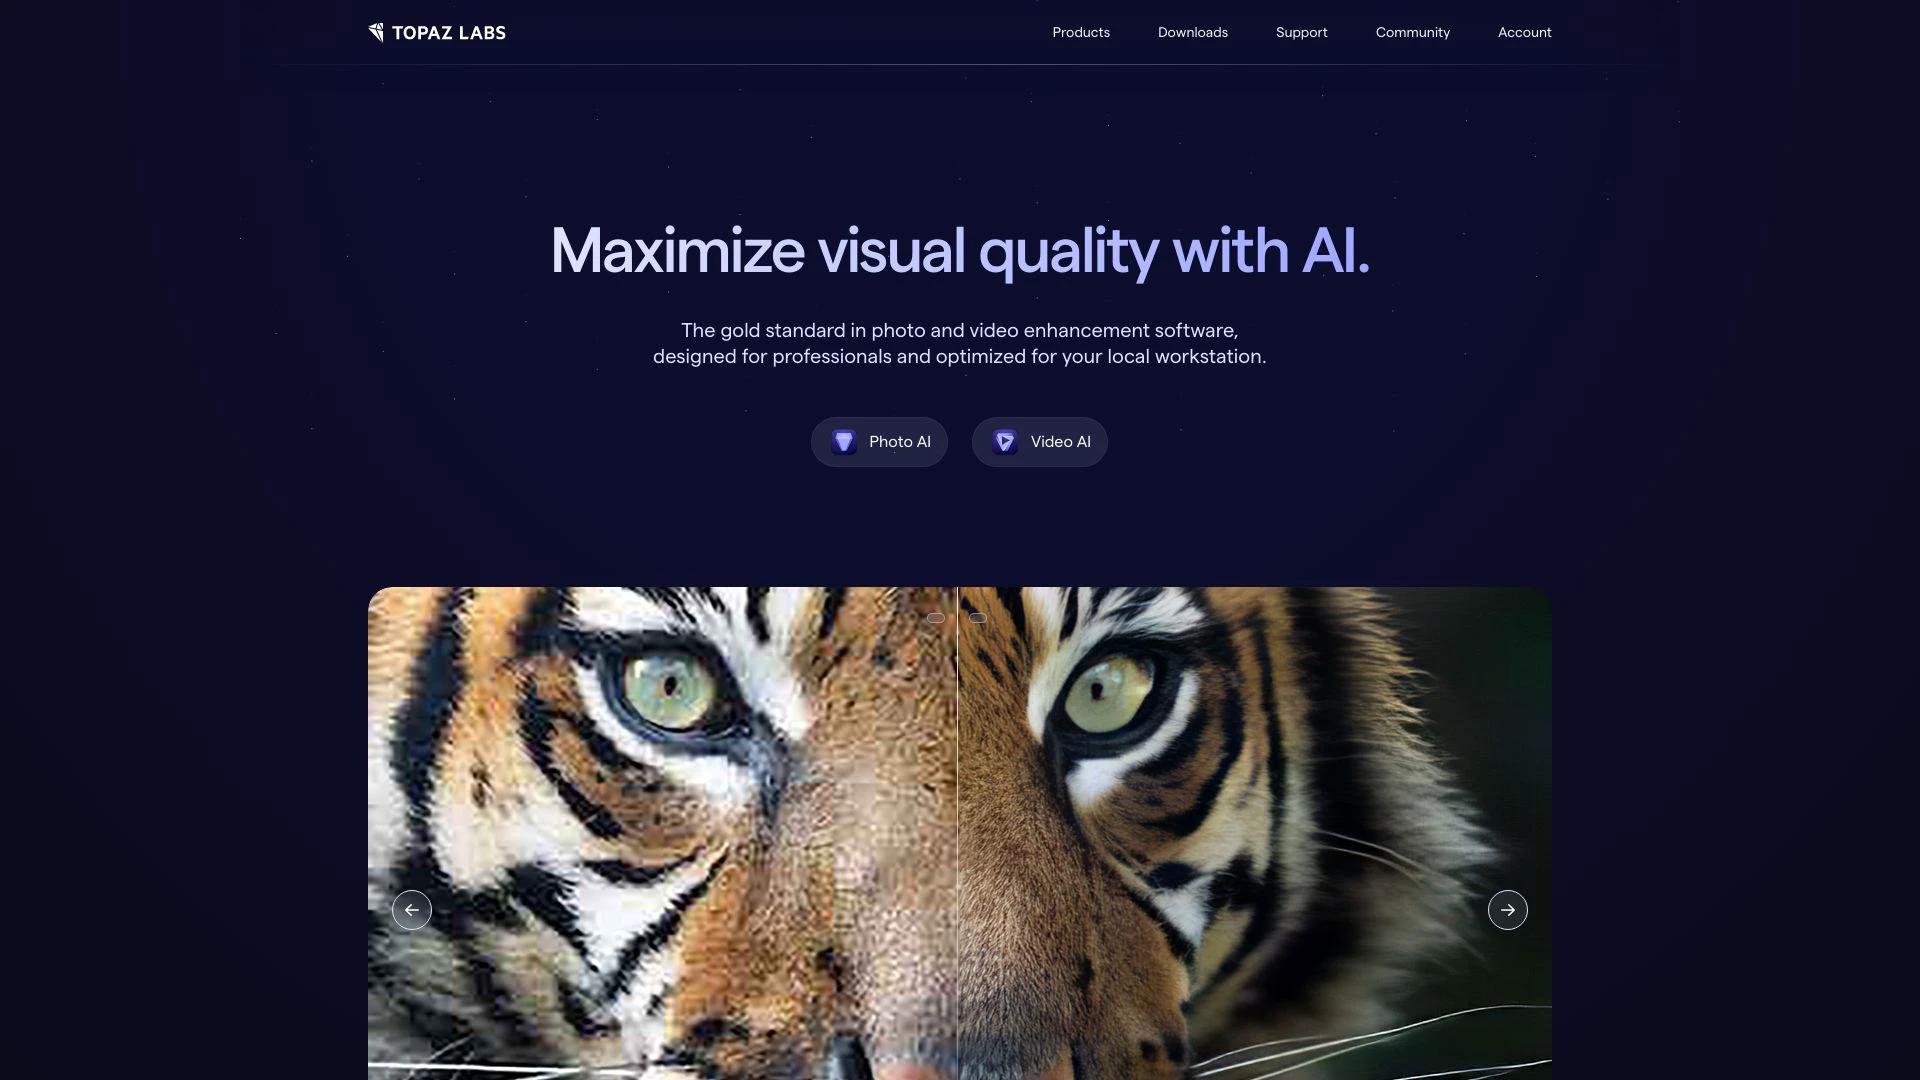 TOPAZ LABS
Products
Downloads
Support
Community
Account
Maximize visual quality with AI.
The gold standard in photo and video enhancement software,
designed for professionals and optimized for your local workstation.
Photo AI
Video AI